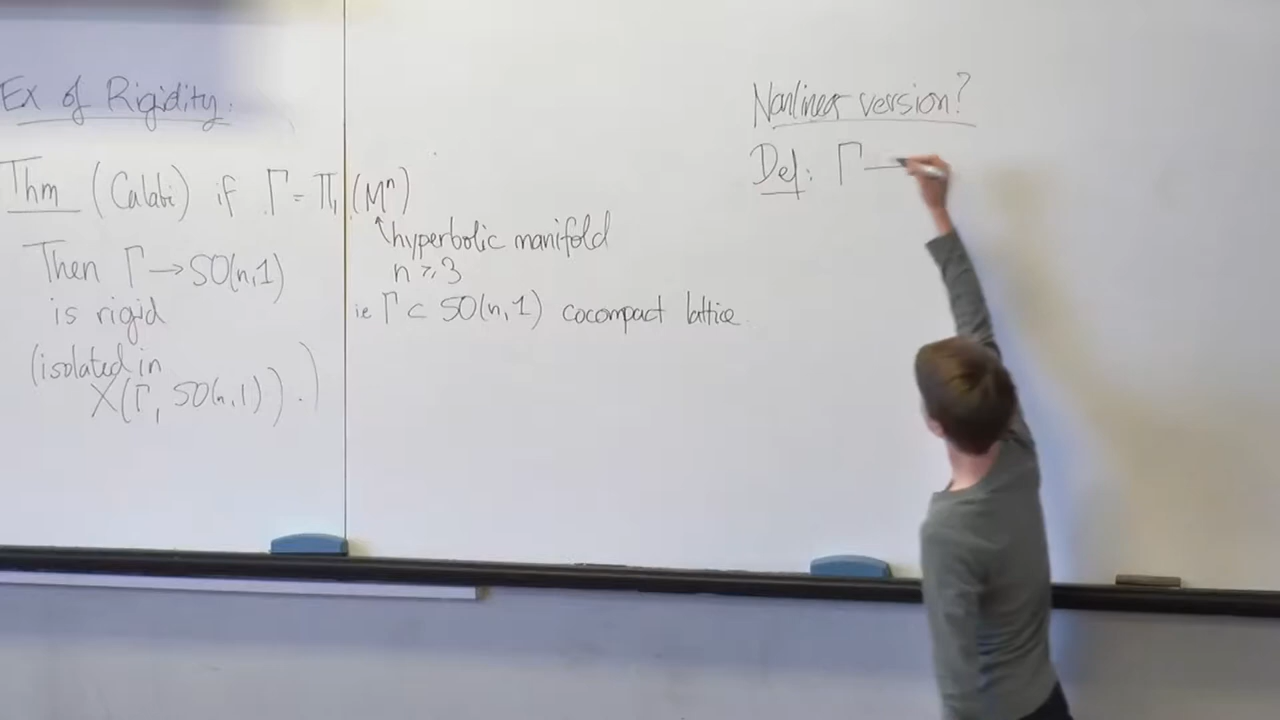 Ex of Rigidity.
Thm (Calabi) if Γ = π₁ (Mⁿ)
hyperbolic manifold
n ⩾ 3
ie Γ ⊂ SO(n,1) cocompact lattice
Then Γ → SO(n,1)
is rigid
(isolated in
X(Γ, SO(n,1)).)
Nonlinear version?
Def: Γ —